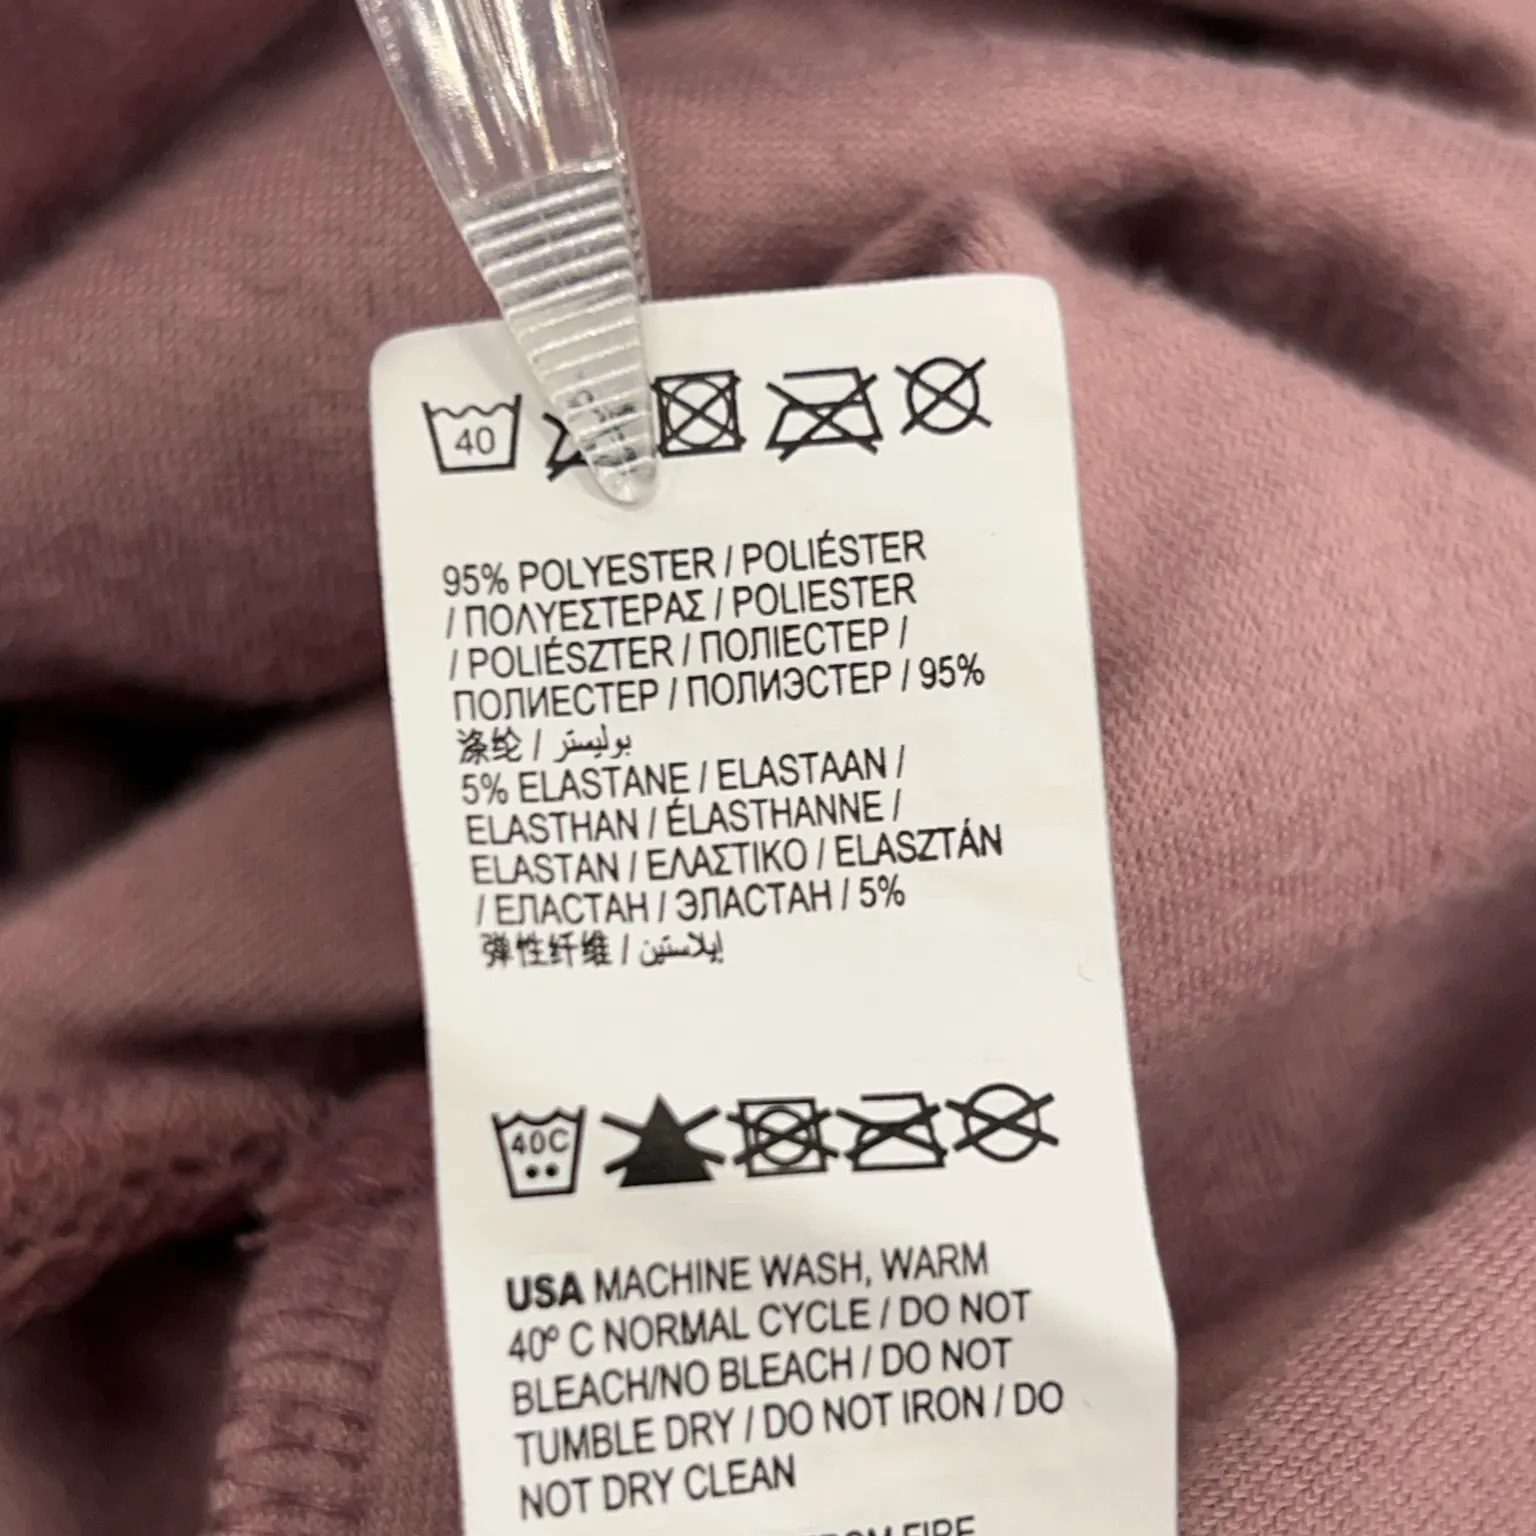 40
95% POLYESTER / POLIÉSTER
/ ΠΟΛΥΕΣΤΕΡΑΣ / POLIESTER
/ POLIÉSZTER / ПОЛІЕСТЕР /
ПОЛИЕСТЕР / ПОЛИЭСТЕР / 95%
涤纶 / بوليستر
5% ELASTANE / ELASTAAN /
ELASTHAN / ÉLASTHANNE /
ELASTAN / ΕΛΑΣΤΙΚΟ / ELASZTÁN
/ ЕЛАСТАН / ЭЛАСТАН / 5%
弹性纤维 / إيلاستين
40C
USA MACHINE WASH, WARM
40º C NORMAL CYCLE / DO NOT
BLEACH/NO BLEACH / DO NOT
TUMBLE DRY / DO NOT IRON / DO
NOT DRY CLEAN
FROM FIRE